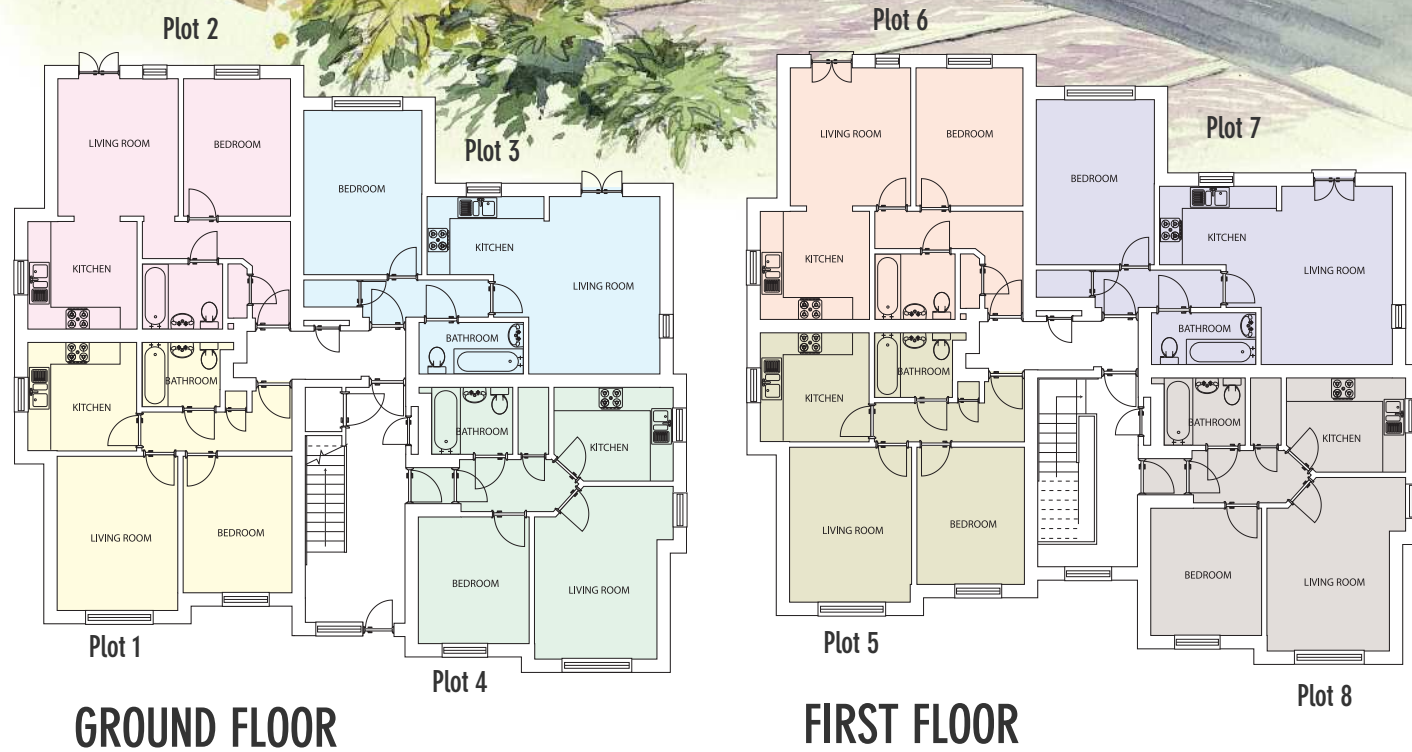 Plot 2
LIVING ROOM
BEDROOM
KITCHEN
Plot 3
BEDROOM
KITCHEN
LIVING ROOM
BATHROOM
KITCHEN
BATHROOM
LIVING ROOM
BEDROOM
Plot 1
BATHROOM
KITCHEN
BEDROOM
LIVING ROOM
Plot 4
GROUND FLOOR
Plot 6
LIVING ROOM
BEDROOM
KITCHEN
Plot 7
BEDROOM
KITCHEN
LIVING ROOM
BATHROOM
KITCHEN
BATHROOM
LIVING ROOM
BEDROOM
Plot 5
BATHROOM
KITCHEN
BEDROOM
LIVING ROOM
Plot 8
FIRST FLOOR